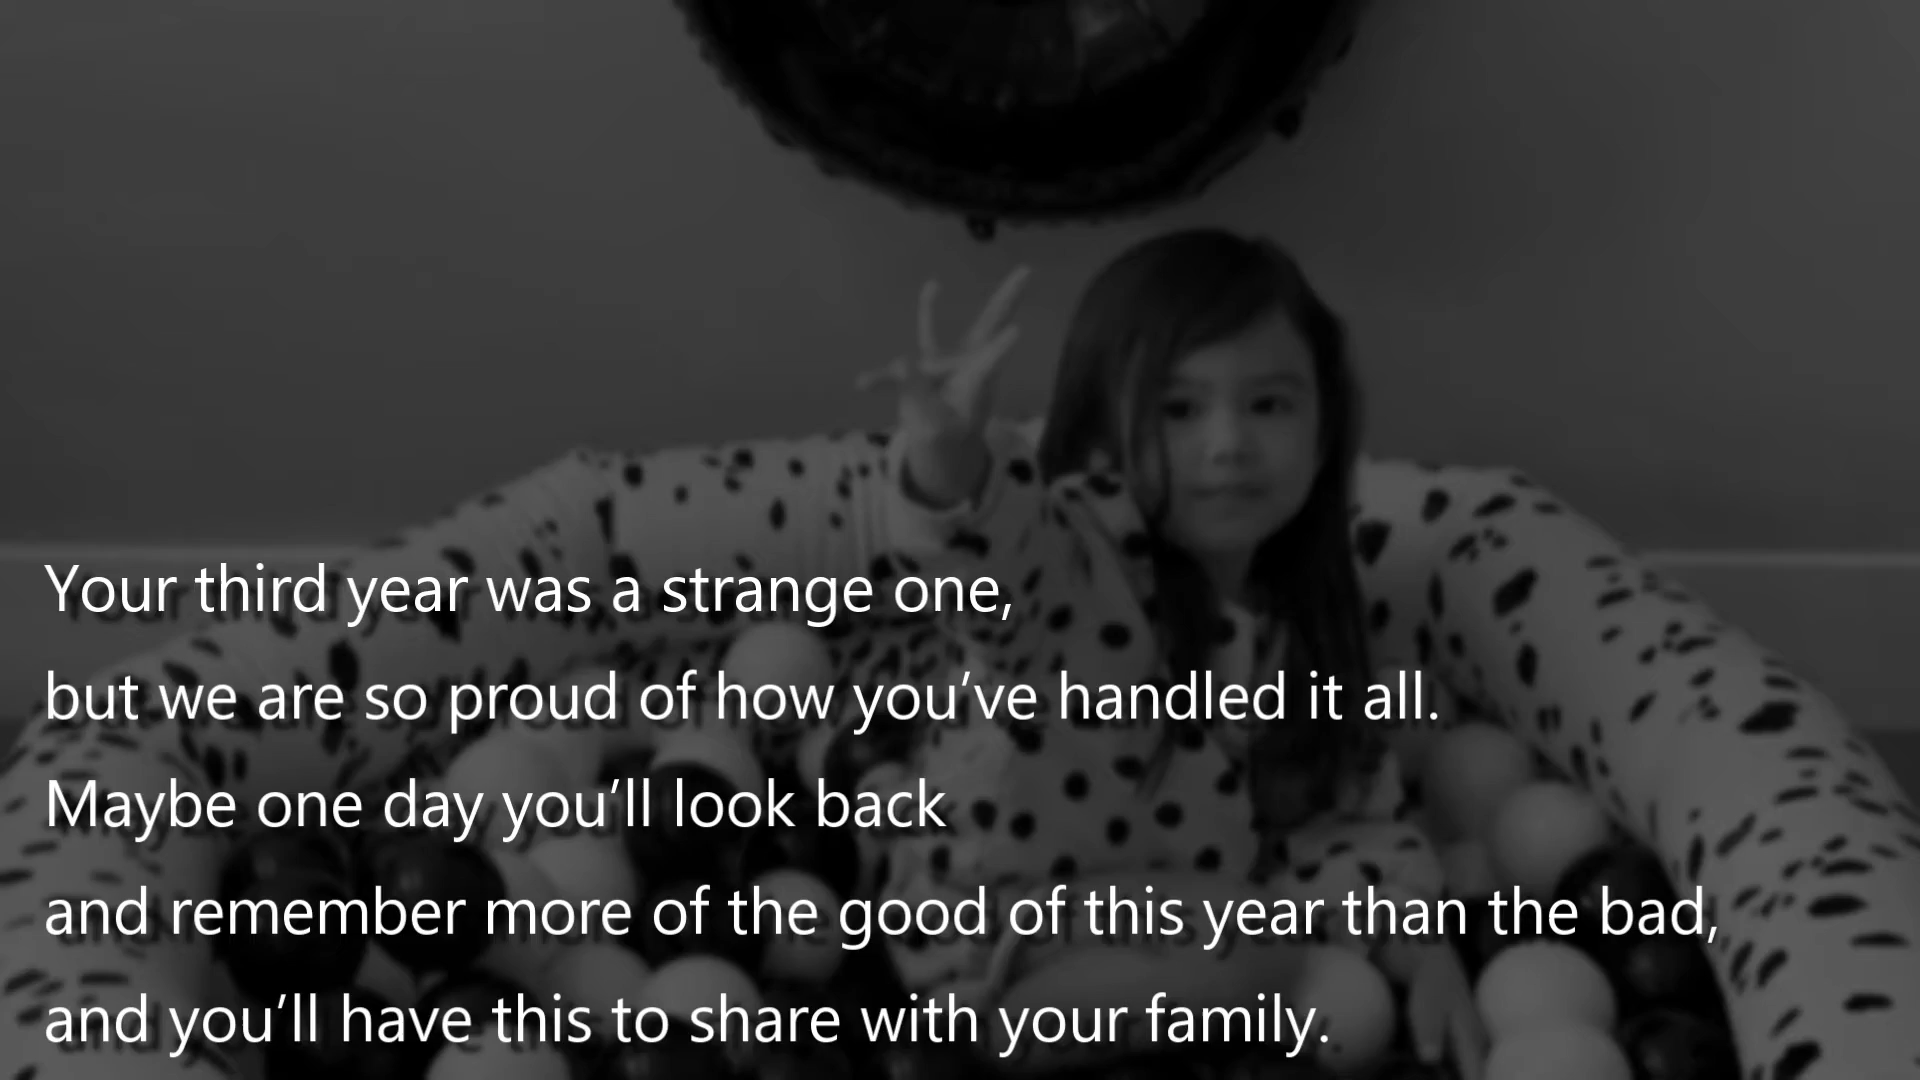 Your third year was a strange one,
but we are so proud of how you’ve handled it all.
Maybe one day you’ll look back
and remember more of the good of this year than the bad,
and you’ll have this to share with your family.